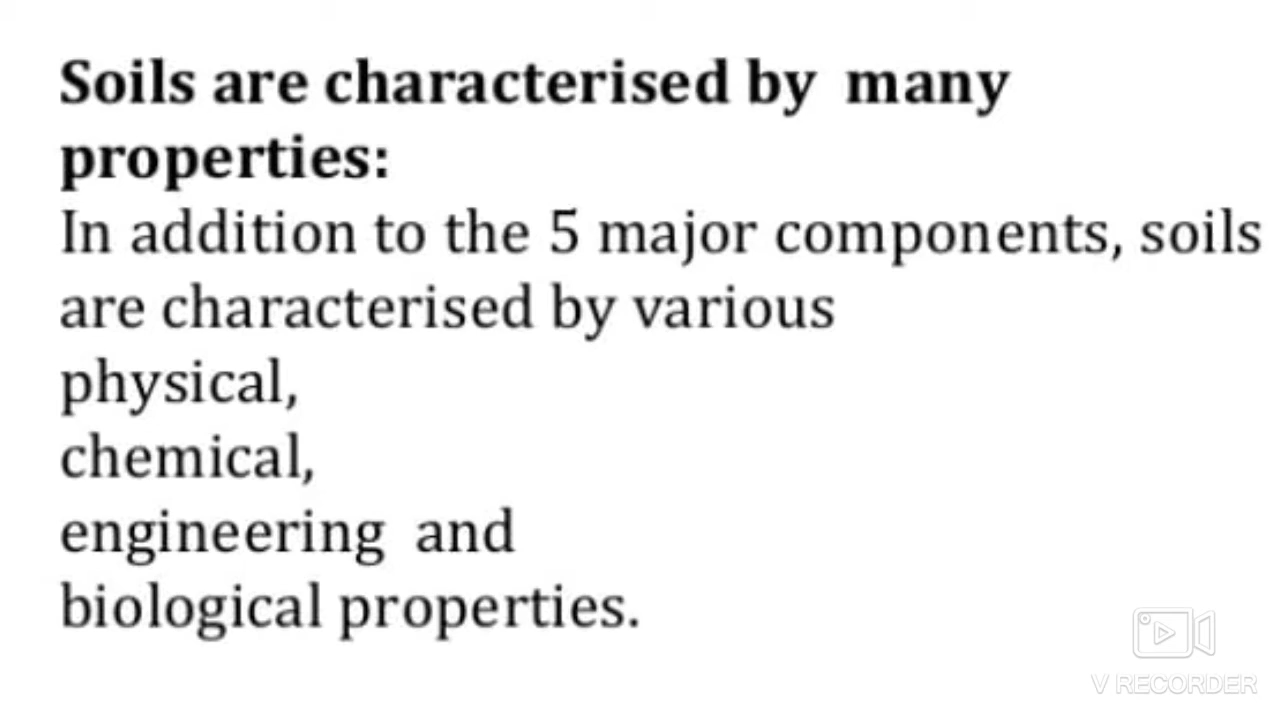 Soils are characterised by many
properties:
In addition to the 5 major components, soils
are characterised by various
physical,
chemical,
engineering and
biological properties.
V RECORDER